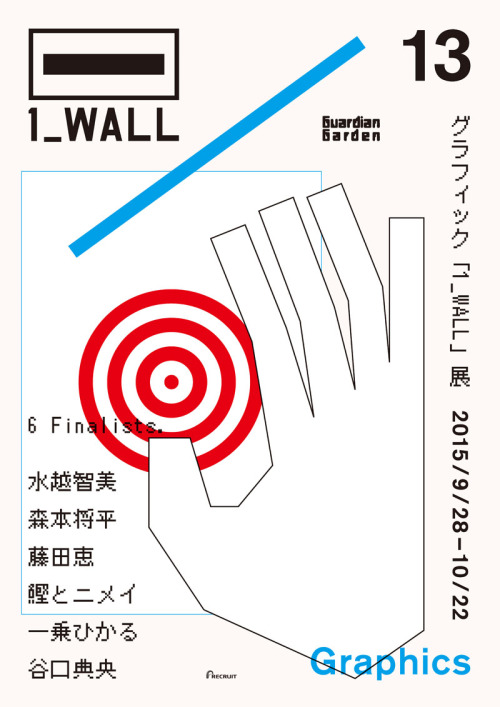 1_WALL
13
Guardian
Garden
グラフィック「1_WALL」展 2015/9/28-10/22
6 Finalists.
水越智美
森本将平
藤田恵
鰹とニメイ
一乗ひかる
谷口典央
RECRUIT
Graphics